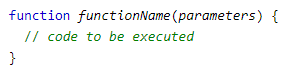 function functionName(parameters) {
  // code to be executed
}